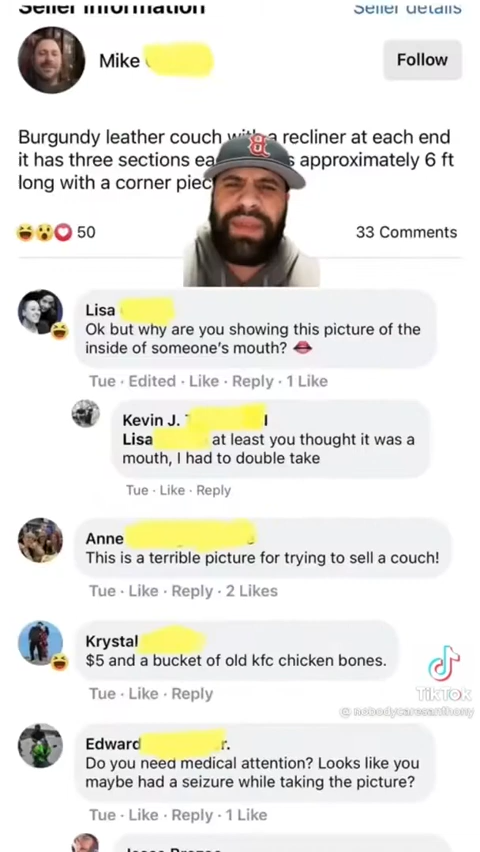 Seller information
Seller details
Mike
Follow
Burgundy leather couch with a recliner at each end
it has three sections approximately 6 ft
long with a corner
50
33 Comments
Lisa
Ok but why are you showing this picture of the
inside of someone's mouth? 🫦
Tue · Edited · Like · Reply · 1 Like
Kevin J.
Lisa at least you thought it was a
mouth, I had to double take
Tue · Like · Reply
Anne
This is a terrible picture for trying to sell a couch!
Tue · Like · Reply · 2 Likes
Krystal
$5 and a bucket of old kfc chicken bones.
Tue · Like · Reply
TikTok
@nobodycaresanthony
Edward r.
Do you need medical attention? Looks like you
maybe had a seizure while taking the picture?
Tue · Like · Reply · 1 Like